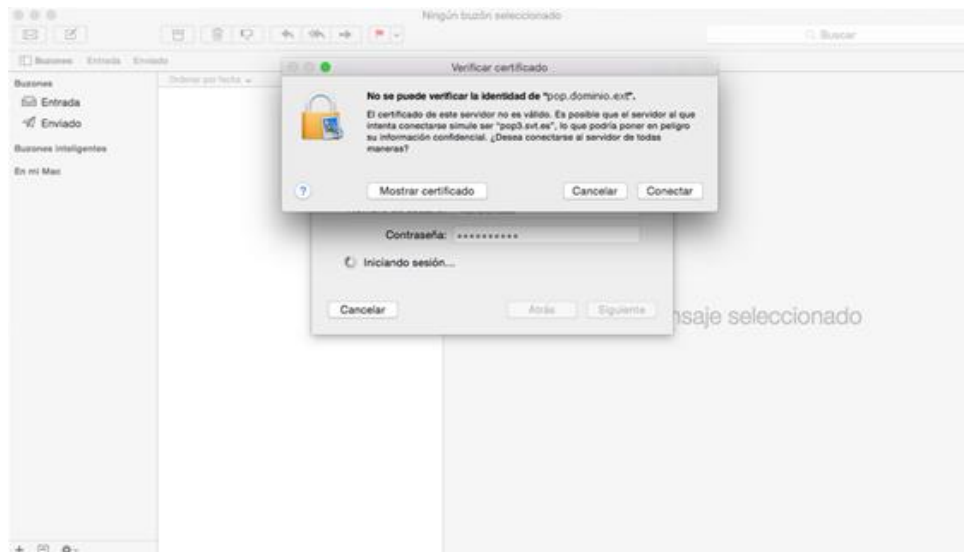 Ningún buzón seleccionado
Buscar
Buzones Entrada Enviado
Buzones
Entrada
Enviado
Buzones inteligentes
En mi Mac
Ordenar por fecha
Verificar certificado
No se puede verificar la identidad de "pop.dominio.ext".
El certificado de este servidor no es válido. Es posible que el servidor al que
intenta conectarse simule ser "pop3.svt.es", lo que podría poner en peligro
su información confidencial. ¿Desea conectarse al servidor de todas
maneras?
?
Mostrar certificado
Cancelar
Conectar
Contraseña:
Iniciando sesión...
Cancelar
Atrás
Siguiente
nsaje seleccionado